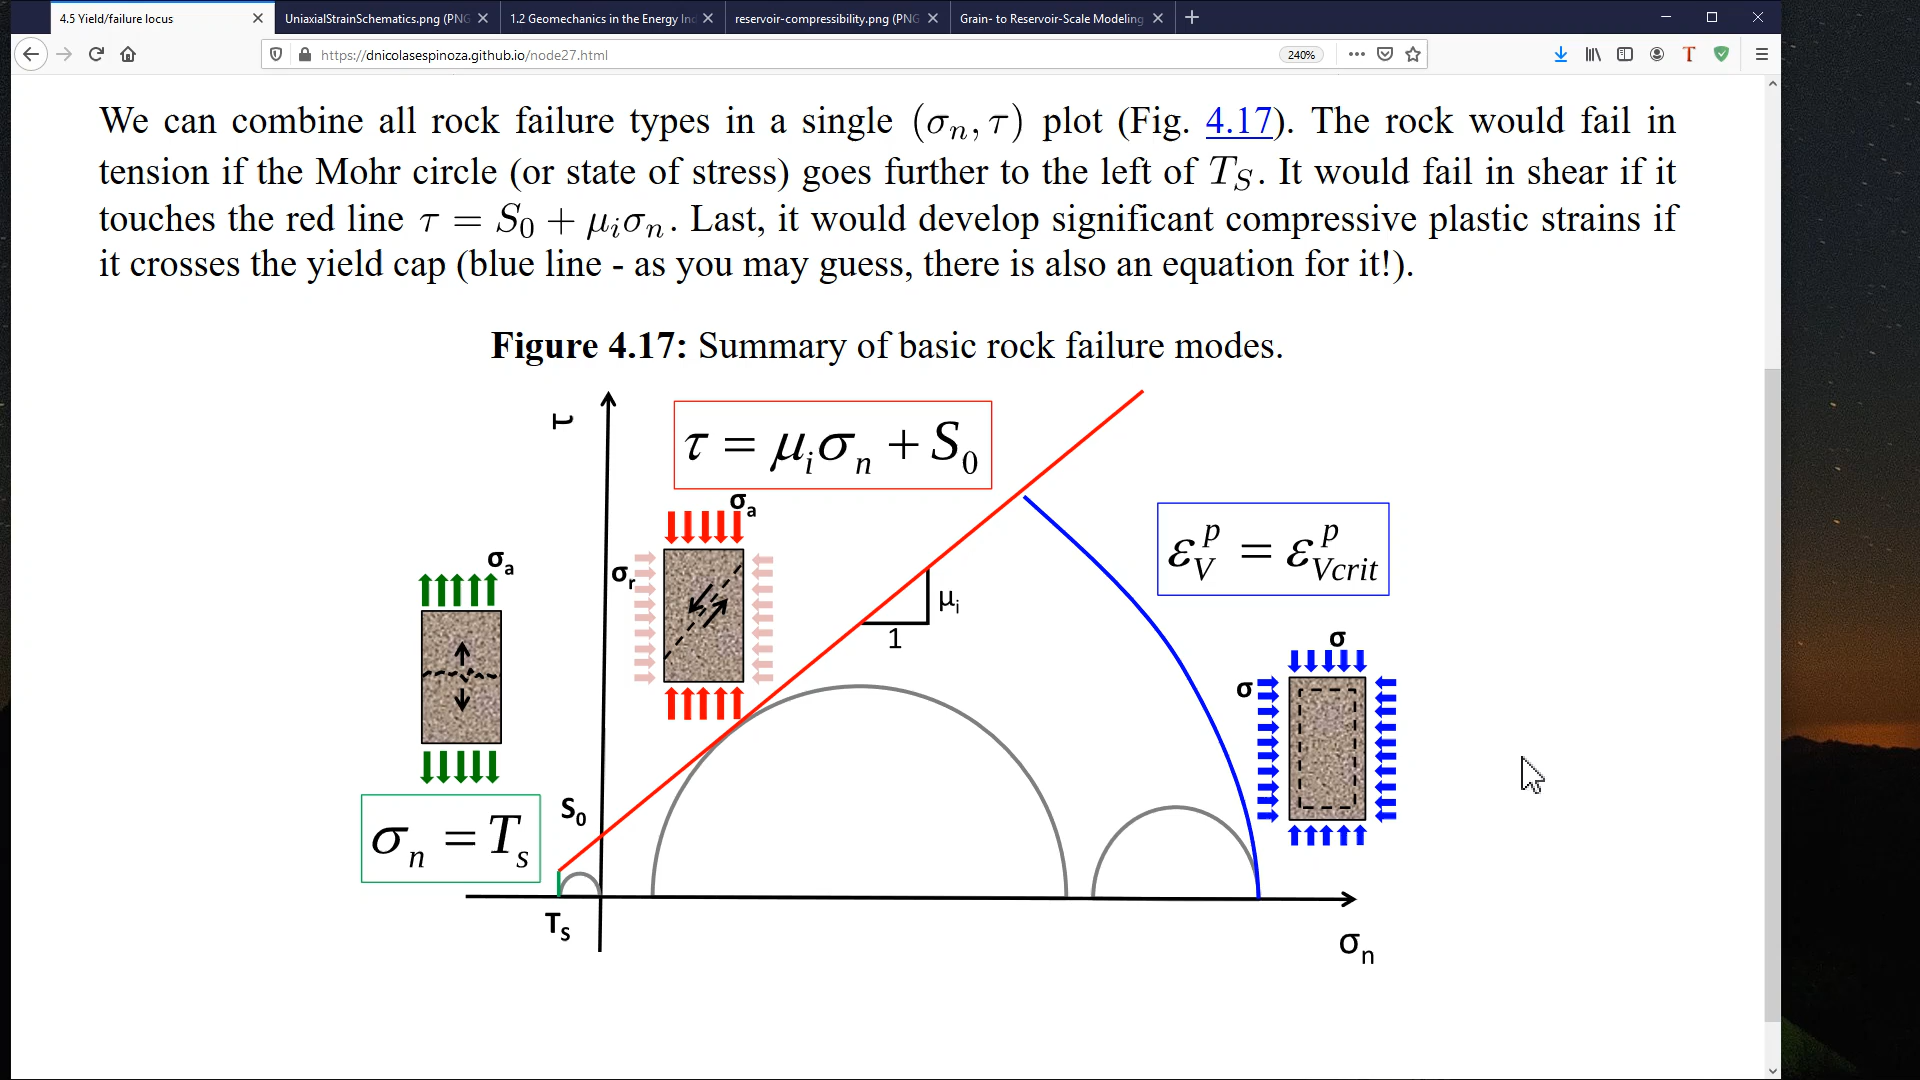 4.5 Yield/failure locus
UniaxialStrainSchematics.png (PNG
1.2 Geomechanics in the Energy Ind
reservoir-compressibility.png (PNG
Grain- to Reservoir-Scale Modeling
https://dnicolasespinoza.github.io/node27.html
240%
We can combine all rock failure types in a single (σn, τ) plot (Fig. 4.17). The rock would fail in
tension if the Mohr circle (or state of stress) goes further to the left of TS. It would fail in shear if it
touches the red line τ = S0 + μiσn. Last, it would develop significant compressive plastic strains if
it crosses the yield cap (blue line - as you may guess, there is also an equation for it!).
Figure 4.17: Summary of basic rock failure modes.
τ
τ = μiσn + S0
σa
εVp = εVcritp
σa
σr
μi
1
σ
σ
S0
σn = Ts
TS
σn